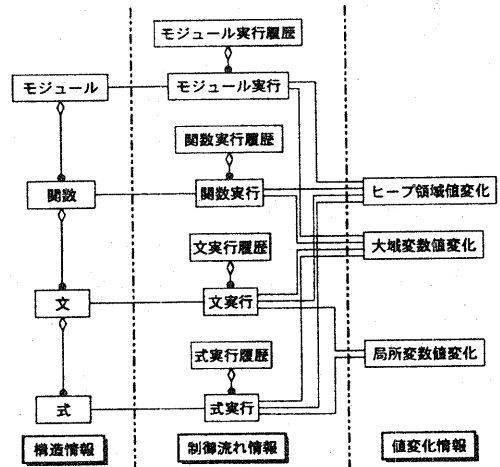 モジュール実行履歴
モジュール
モジュール実行
関数実行履歴
関数
関数実行
ヒープ領域値変化
文実行履歴
大域変数値変化
文
文実行
式実行履歴
局所変数値変化
式
式実行
構造情報
制御流れ情報
値変化情報